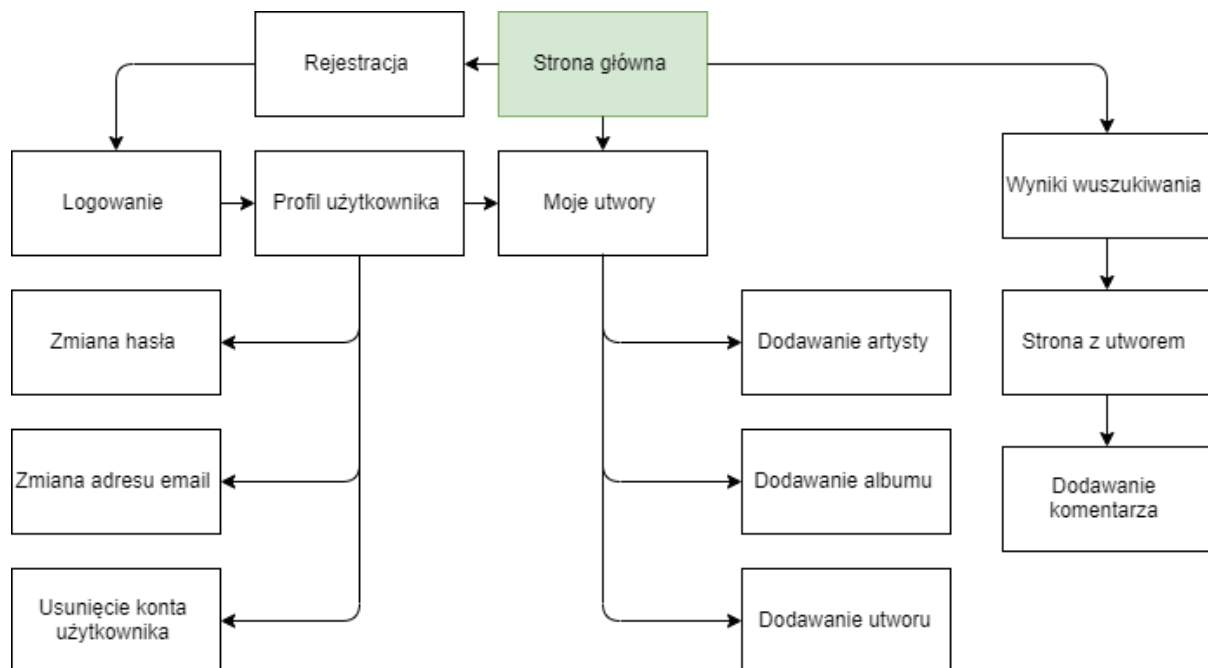 Rejestracja
Strona główna
Logowanie
Profil użytkownika
Moje utwory
Wyniki wuszukiwania
Zmiana hasła
Dodawanie artysty
Strona z utworem
Zmiana adresu email
Dodawanie albumu
Dodawanie
komentarza
Usunięcie konta
użytkownika
Dodawanie utworu